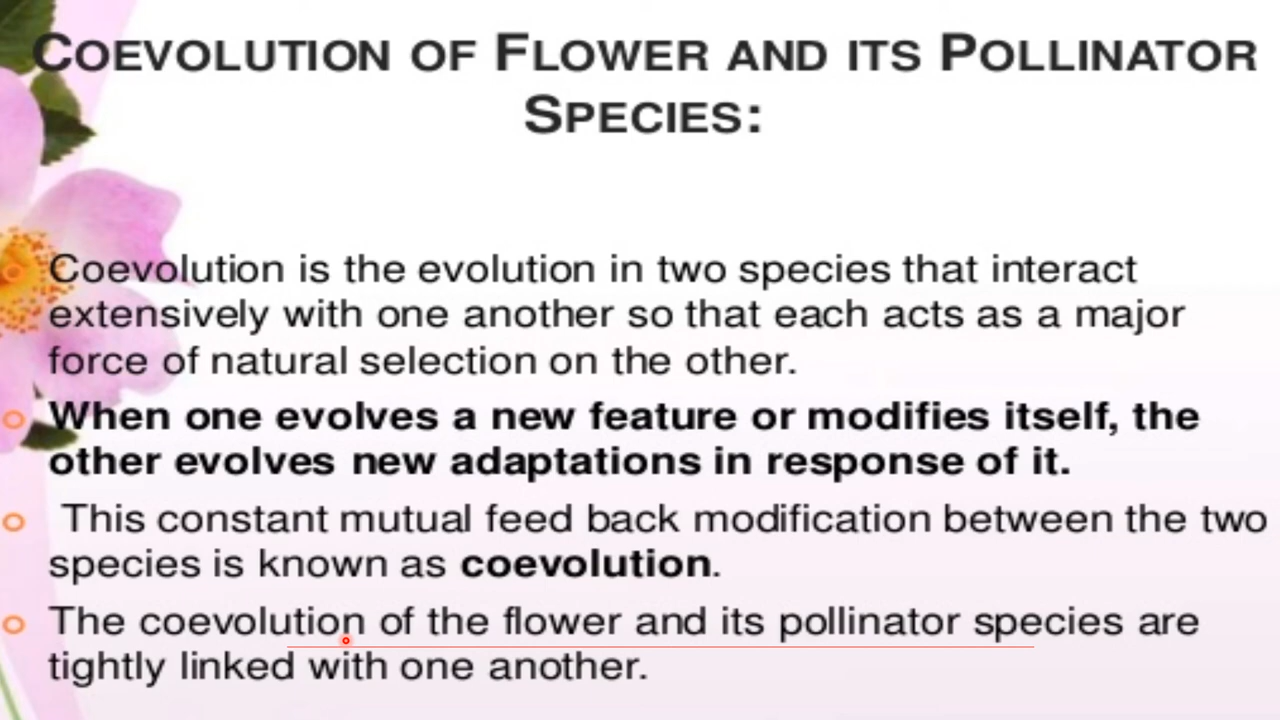 COEVOLUTION OF FLOWER AND ITS POLLINATOR
SPECIES:
Coevolution is the evolution in two species that interact
extensively with one another so that each acts as a major
force of natural selection on the other.
When one evolves a new feature or modifies itself, the
other evolves new adaptations in response of it.
This constant mutual feed back modification between the two
species is known as coevolution.
The coevolution of the flower and its pollinator species are
tightly linked with one another.